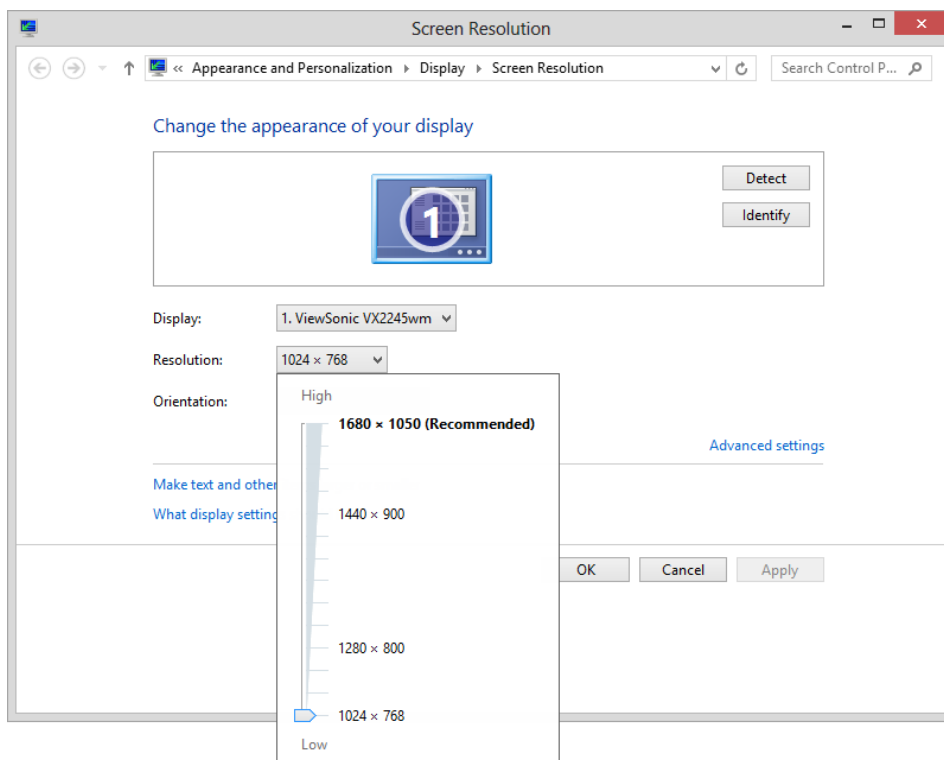 Screen Resolution
« Appearance and Personalization Display Screen Resolution Search Control P...
Change the appearance of your display
1
Detect
Identify
Display: 1. ViewSonic VX2245wm
Resolution: 1024 × 768
Orientation:
High
1680 × 1050 (Recommended)
Advanced settings
Make text and other
What display setting
1440 × 900
OK Cancel Apply
1280 × 800
1024 × 768
Low